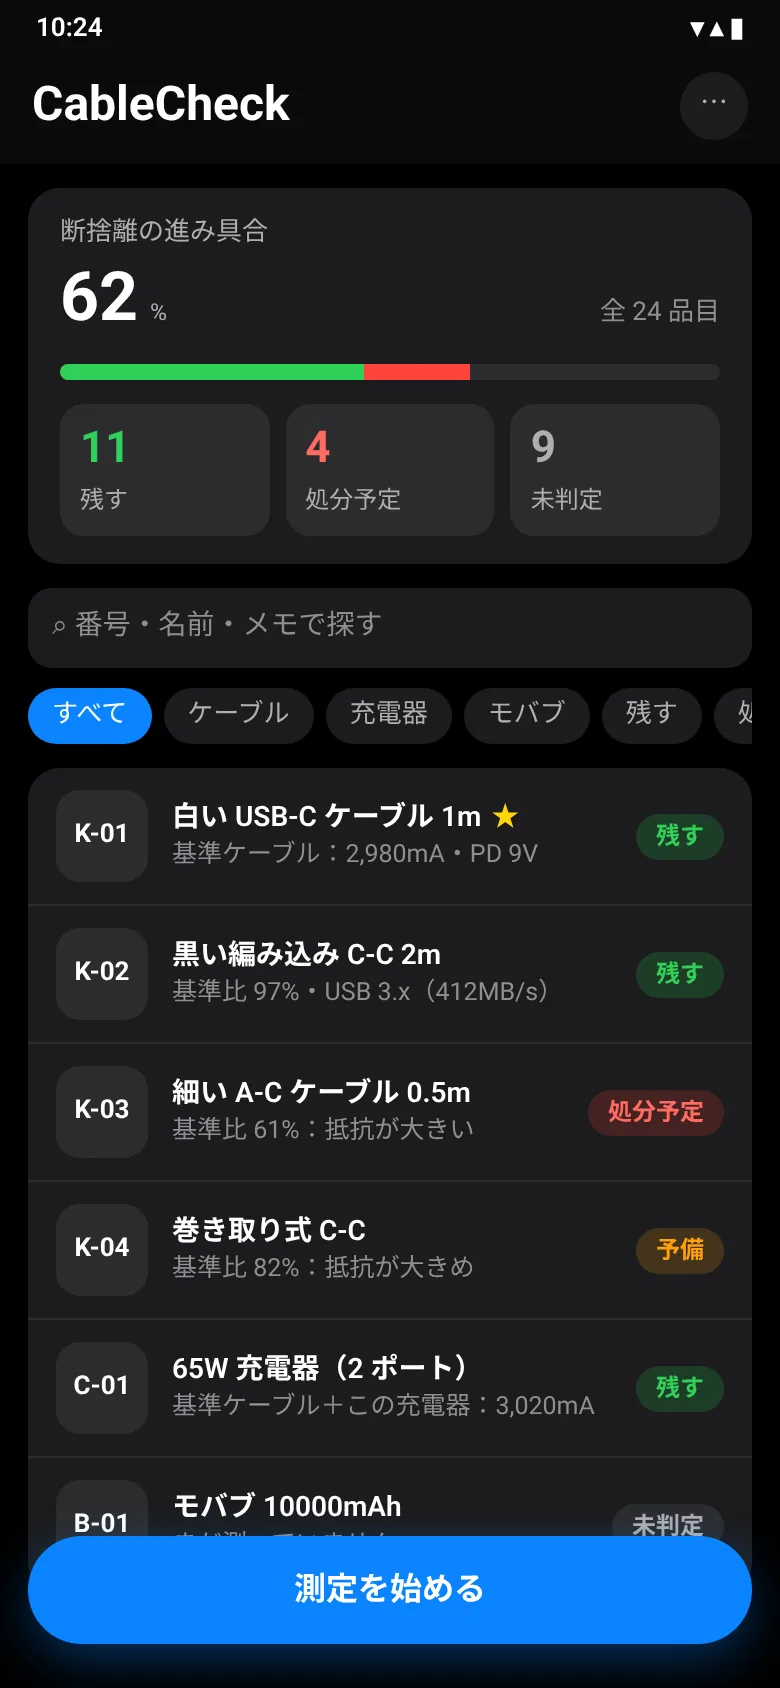 10:24
CableCheck
…
断捨離の進み具合
62 %
全 24 品目
11
残す
4
処分予定
9
未判定
番号・名前・メモで探す
すべて
ケーブル
充電器
モバブ
残す
K-01
白い USB-C ケーブル 1m ★
基準ケーブル：2,980mA・PD 9V
残す
K-02
黒い編み込み C-C 2m
基準比 97%・USB 3.x（412MB/s）
残す
K-03
細い A-C ケーブル 0.5m
基準比 61%：抵抗が大きい
処分予定
K-04
巻き取り式 C-C
基準比 82%：抵抗が大きめ
予備
C-01
65W 充電器（2 ポート）
基準ケーブル＋この充電器：3,020mA
残す
B-01
モバブ 10000mAh
未判定
測定を始める